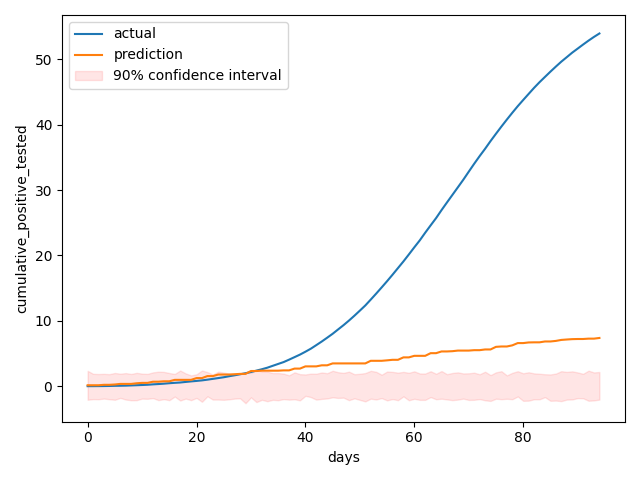 actual
prediction
90% confidence interval
50
40
30
20
10
0
cumulative_positive_tested
0 20 40 60 80
days